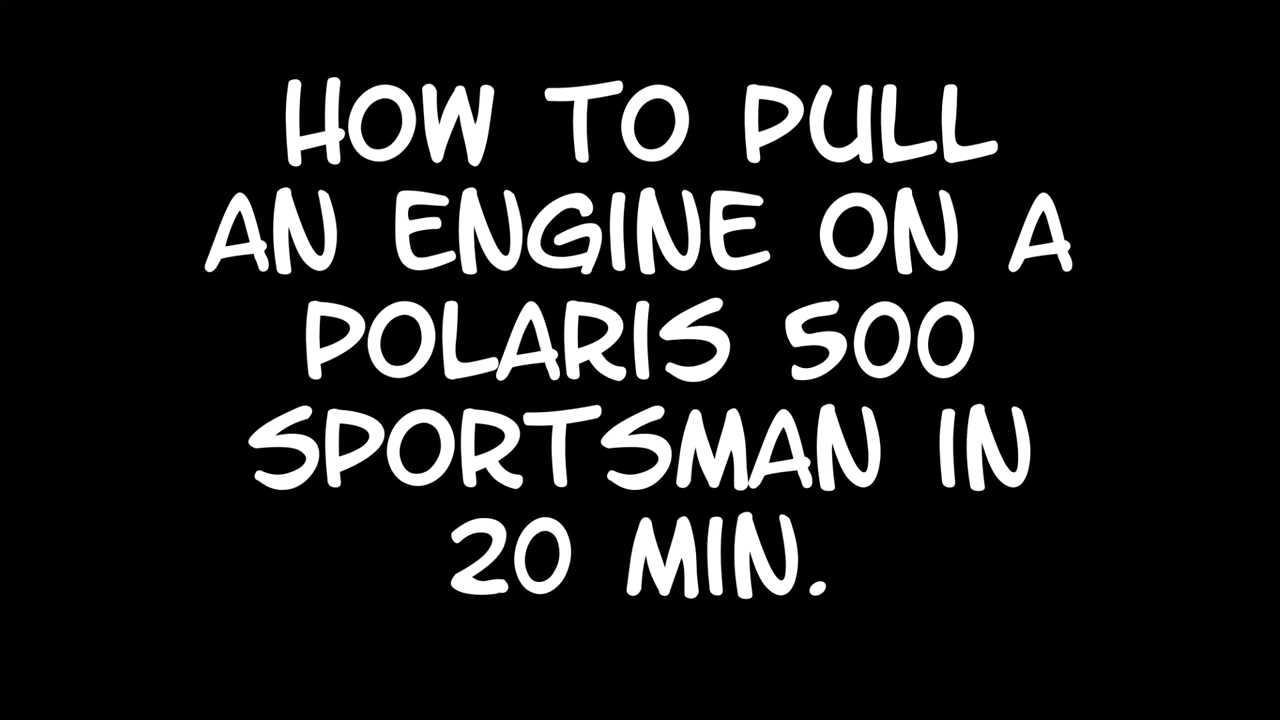 HOW TO PULL
AN ENGINE ON A
POLARIS 500
SPORTSMAN IN
20 MIN.